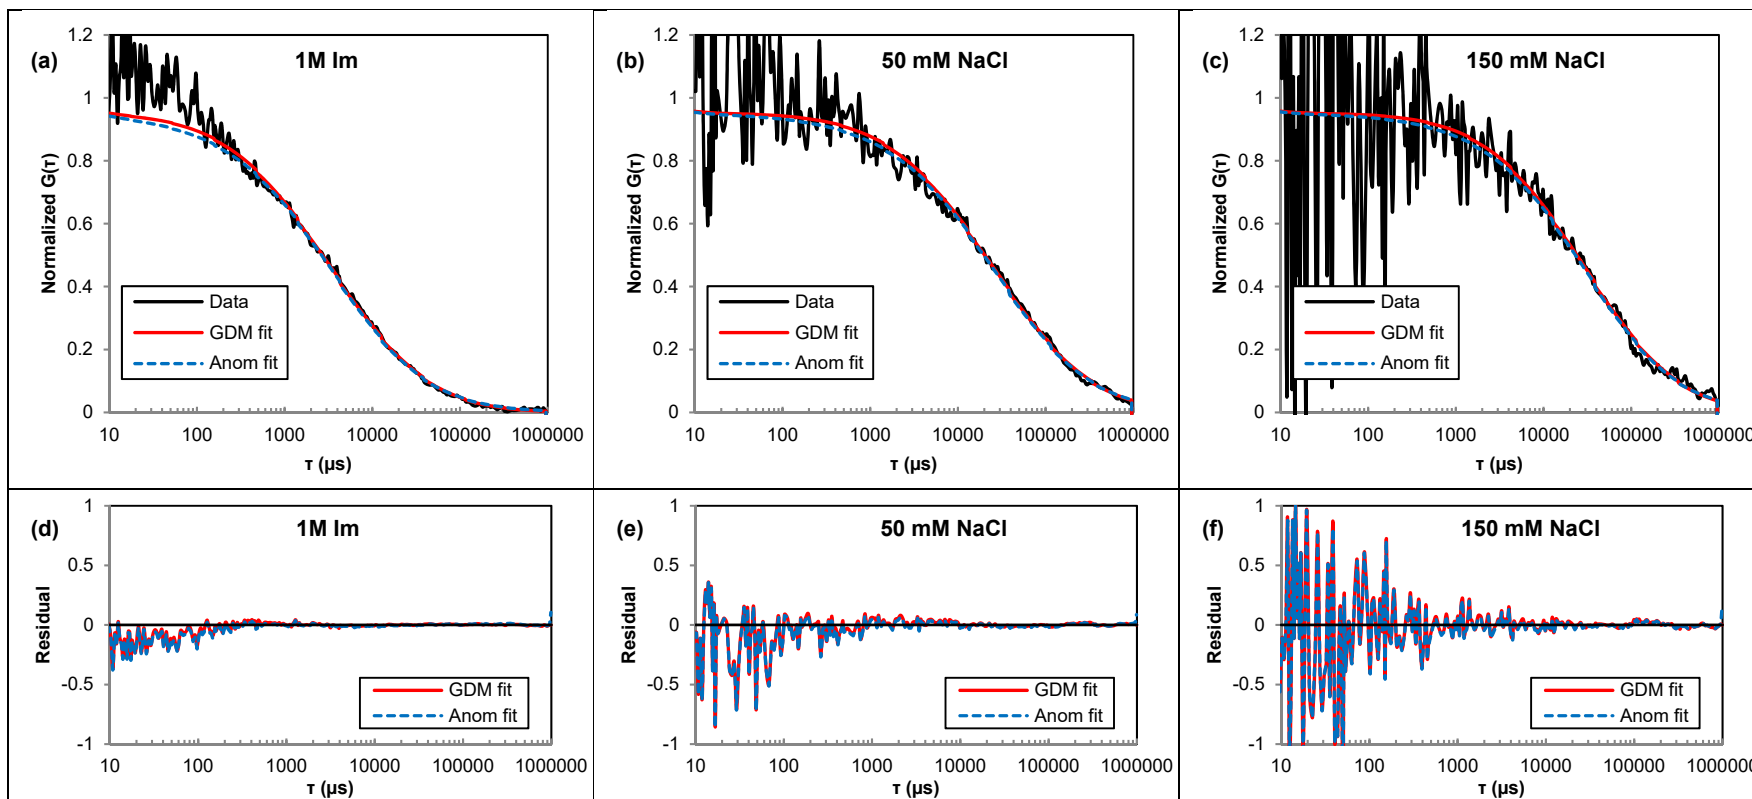 (a) 1M Im
1.2
1
0.8
0.6
0.4
0.2
0
Normalized G(τ)
Data
GDM fit
Anom fit
10 100 1000 10000 100000 1000000
τ (µs)
(b) 50 mM NaCl
1.2
1
0.8
0.6
0.4
0.2
0
Normalized G(τ)
Data
GDM fit
Anom fit
10 100 1000 10000 100000 1000000
τ (µs)
(c) 150 mM NaCl
1.2
1
0.8
0.6
0.4
0.2
0
Normalized G(τ)
Data
GDM fit
Anom fit
10 100 1000 10000 100000 1000000
τ (µs)
(d) 1M Im
1
0.5
0
-0.5
-1
Residual
GDM fit
Anom fit
10 100 1000 10000 100000 1000000
τ (µs)
(e) 50 mM NaCl
1
0.5
0
-0.5
-1
Residual
GDM fit
Anom fit
10 100 1000 10000 100000 1000000
τ (µs)
(f) 150 mM NaCl
1
0.5
0
-0.5
-1
Residual
GDM fit
Anom fit
10 100 1000 10000 100000 1000000
τ (µs)